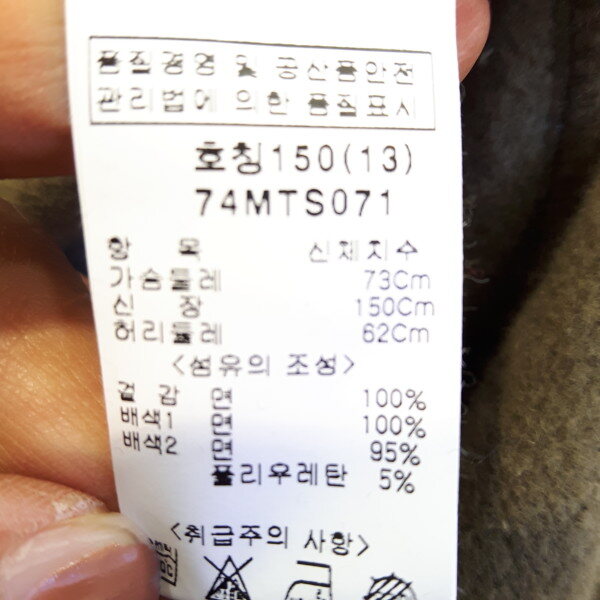 품질경영 및 공산품안전
관리법에 의한 품질표시
호칭150(13)
74MTS071
항 목 신체치수
가슴둘레 73Cm
신 장 150Cm
허리둘레 62Cm
<섬유의 조성>
겉 감 면 100%
배색1 면 100%
배색2 면 95%
폴리우레탄 5%
<취급주의 사항>